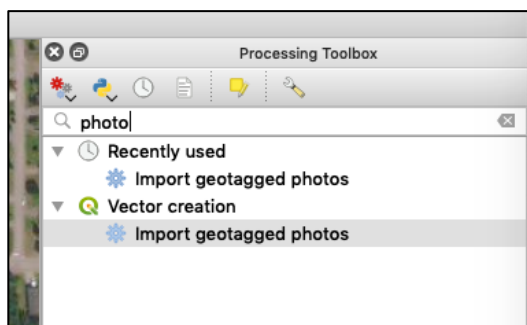 Processing Toolbox
photo
Recently used
Import geotagged photos
Vector creation
Import geotagged photos